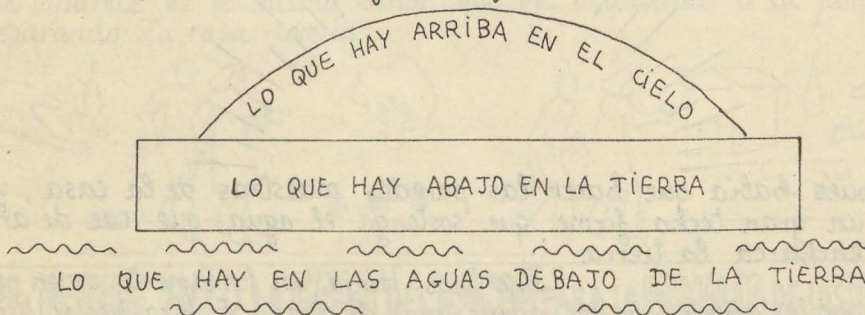 LO QUE HAY ARRIBA EN EL CIELO
LO QUE HAY ABAJO EN LA TIERRA
LO QUE HAY EN LAS AGUAS DEBAJO DE LA TIERRA